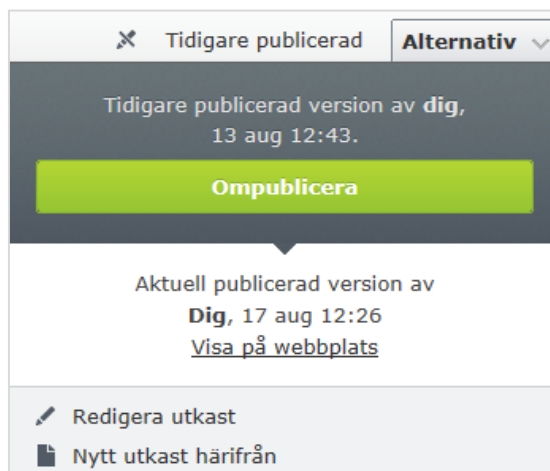 Tidigare publicerad
Alternativ
Tidigare publicerad version av dig,
13 aug 12:43.
Ompublicera
Aktuell publicerad version av
Dig, 17 aug 12:26
Visa på webbplats
Redigera utkast
Nytt utkast härifrån